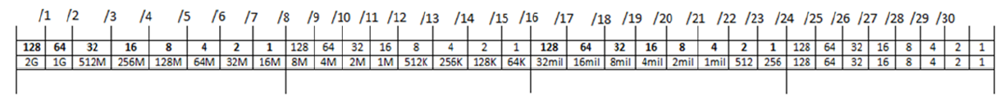 /1 /2 /3 /4 /5 /6 /7 /8 /9 /10 /11 /12 /13 /14 /15 /16 /17 /18 /19 /20 /21 /22 /23 /24 /25 /26 /27 /28 /29 /30
128 64 32 16 8 4 2 1 128 64 32 16 8 4 2 1 128 64 32 16 8 4 2 1 128 64 32 16 8 4 2 1
2G 1G 512M 256M 128M 64M 32M 16M 8M 4M 2M 1M 512K 256K 128K 64K 32mil 16mil 8mil 4mil 2mil 1mil 512 256 128 64 32 16 8 4 2 1